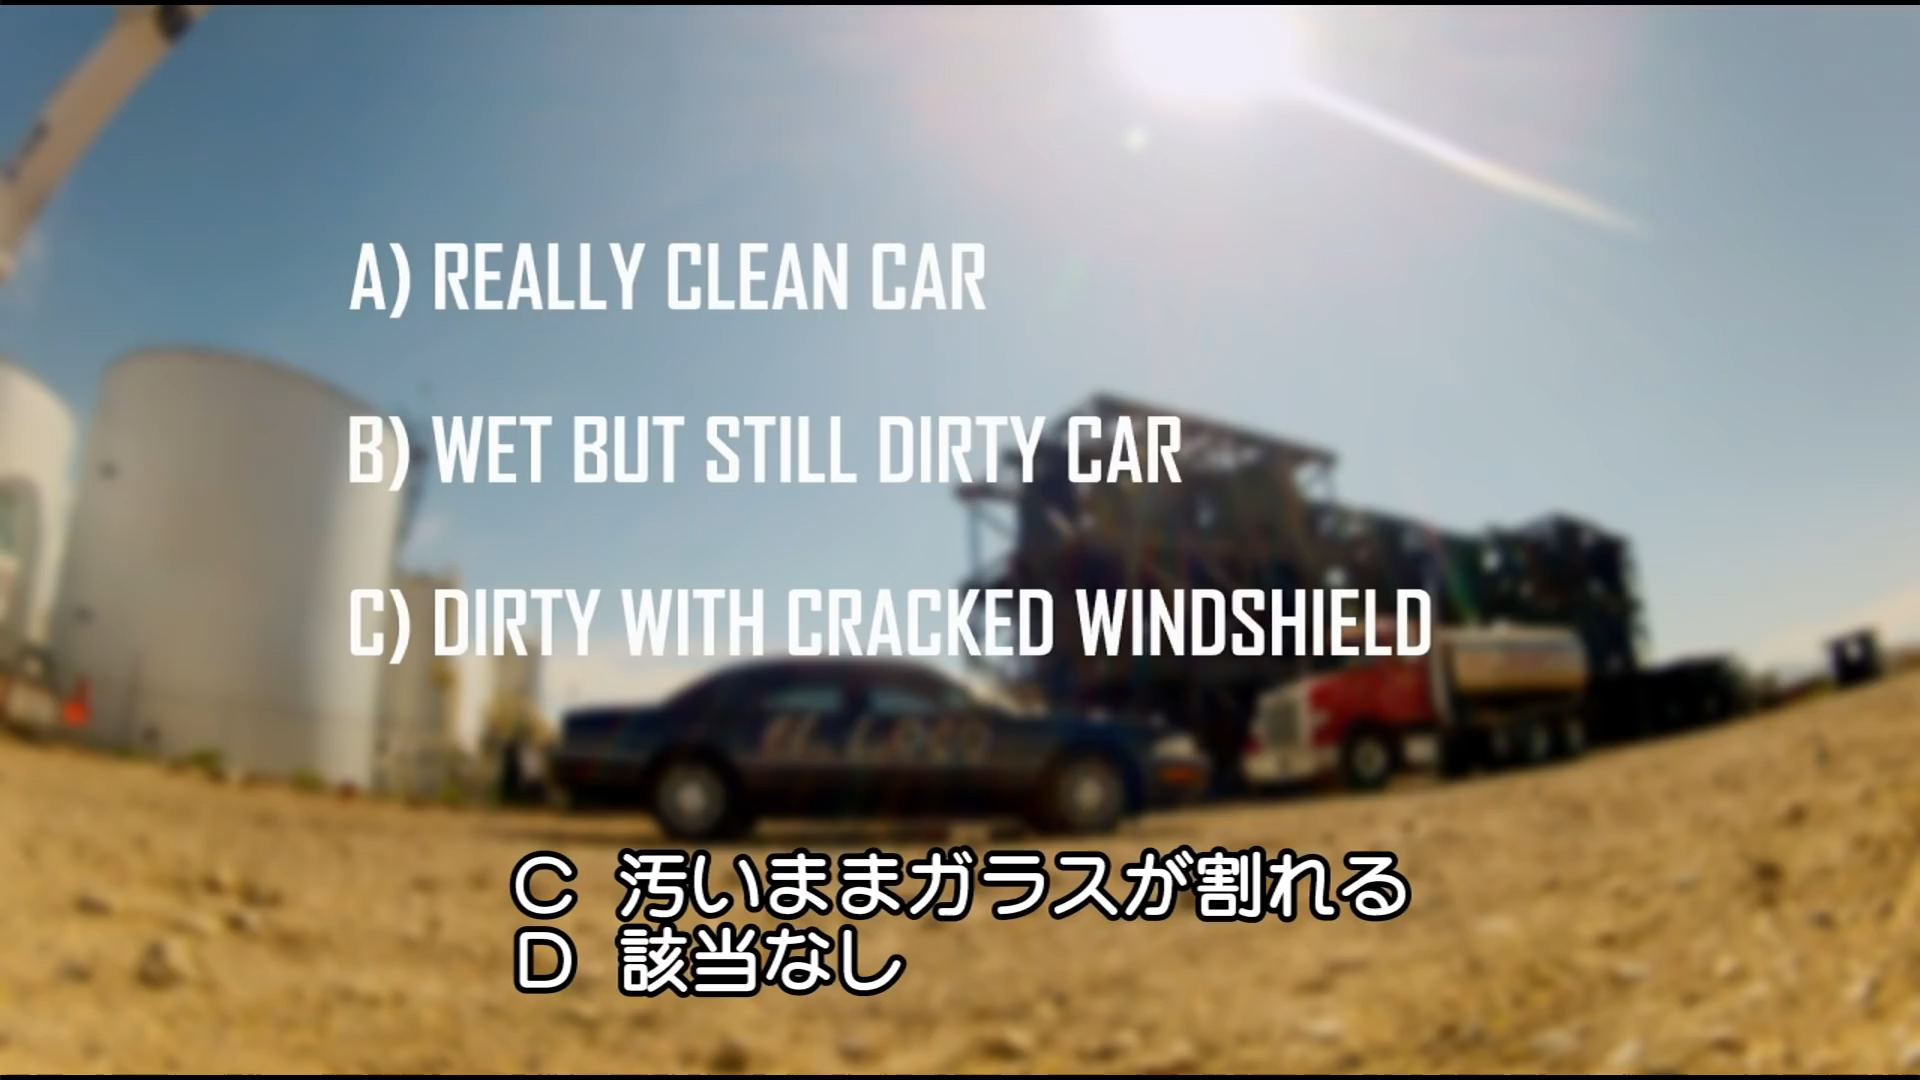 A) REALLY CLEAN CAR
B) WET BUT STILL DIRTY CAR
C) DIRTY WITH CRACKED WINDSHIELD
C 汚いままガラスが割れる
D 該当なし